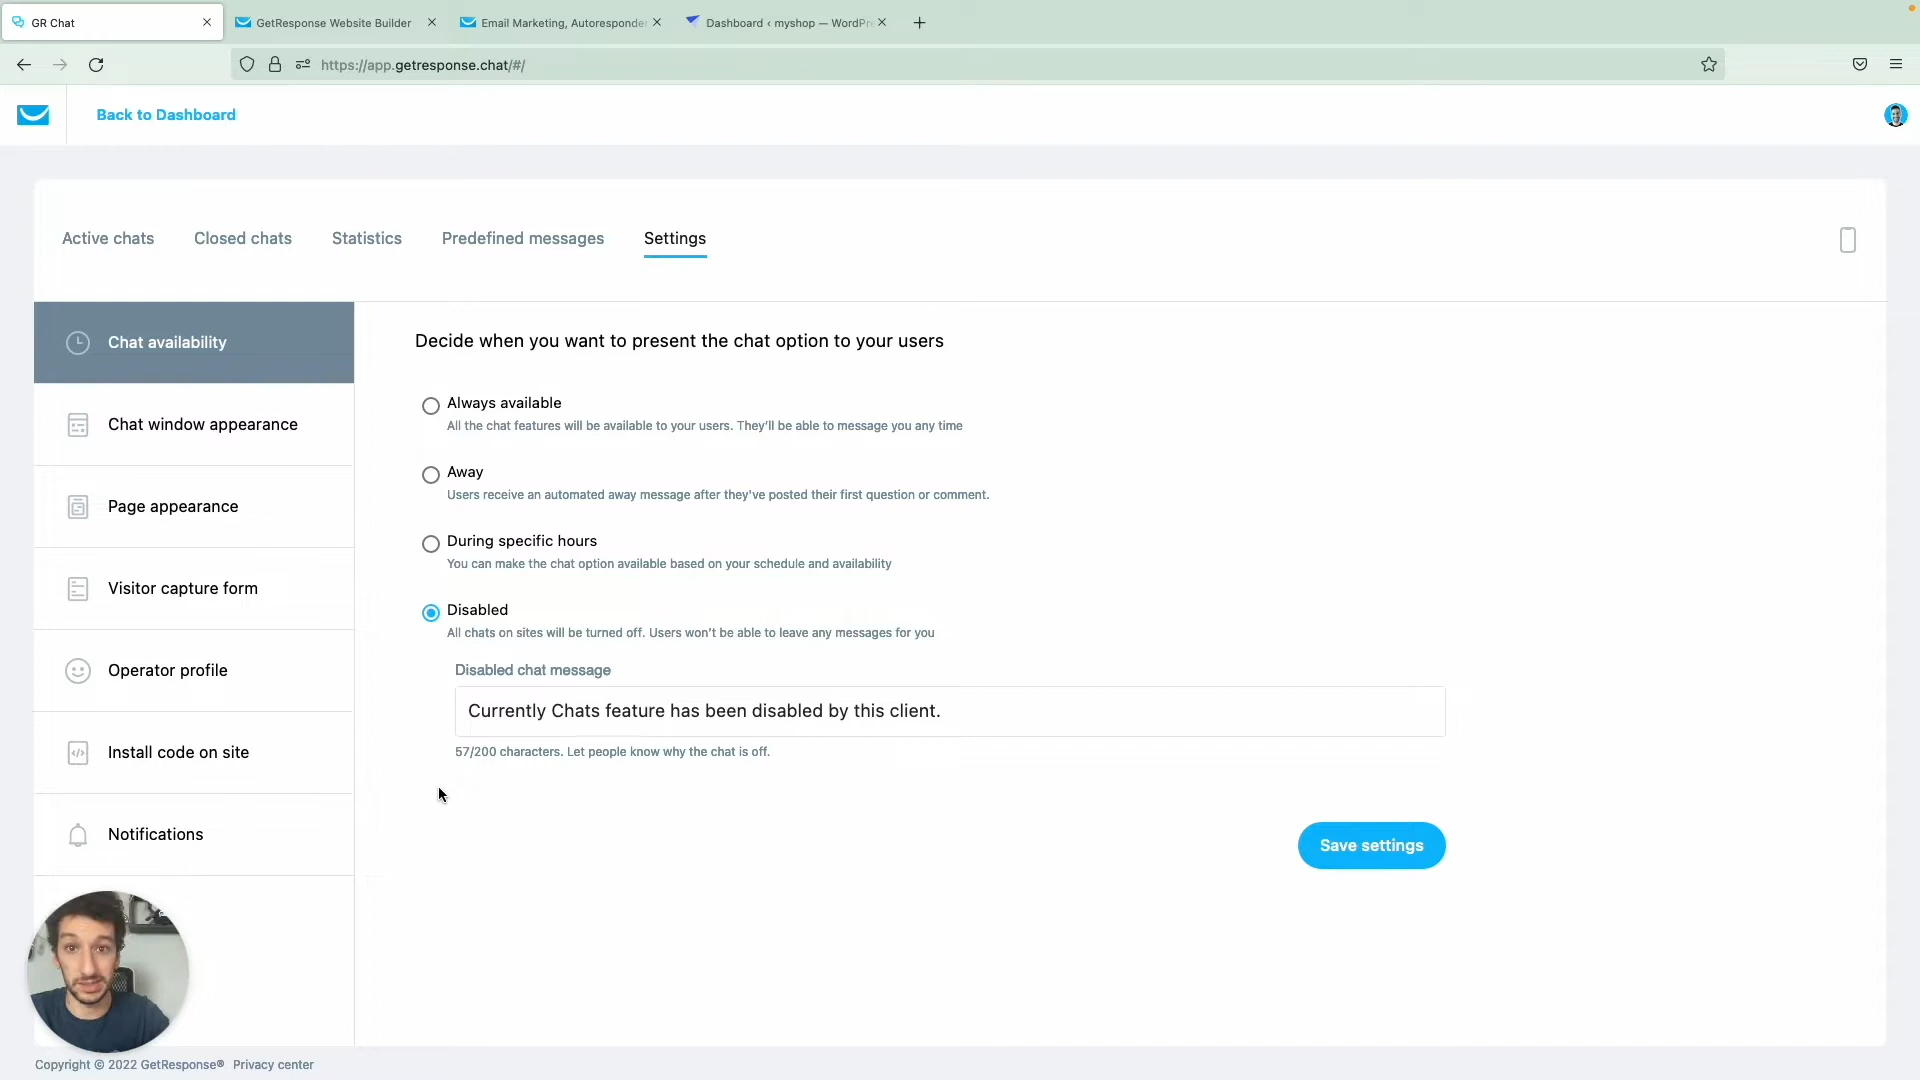 GR Chat
GetResponse Website Builder
Email Marketing, Autoresponde
Dashboard ‹ myshop — WordPre
https://app.getresponse.chat/#/
Back to Dashboard
Active chats
Closed chats
Statistics
Predefined messages
Settings
Chat availability
Chat window appearance
Page appearance
Visitor capture form
Operator profile
Install code on site
Notifications
Decide when you want to present the chat option to your users
Always available
All the chat features will be available to your users. They'll be able to message you any time
Away
Users receive an automated away message after they've posted their first question or comment.
During specific hours
You can make the chat option available based on your schedule and availability
Disabled
All chats on sites will be turned off. Users won't be able to leave any messages for you
Disabled chat message
Currently Chats feature has been disabled by this client.
57/200 characters. Let people know why the chat is off.
Save settings
Copyright © 2022 GetResponse® Privacy center